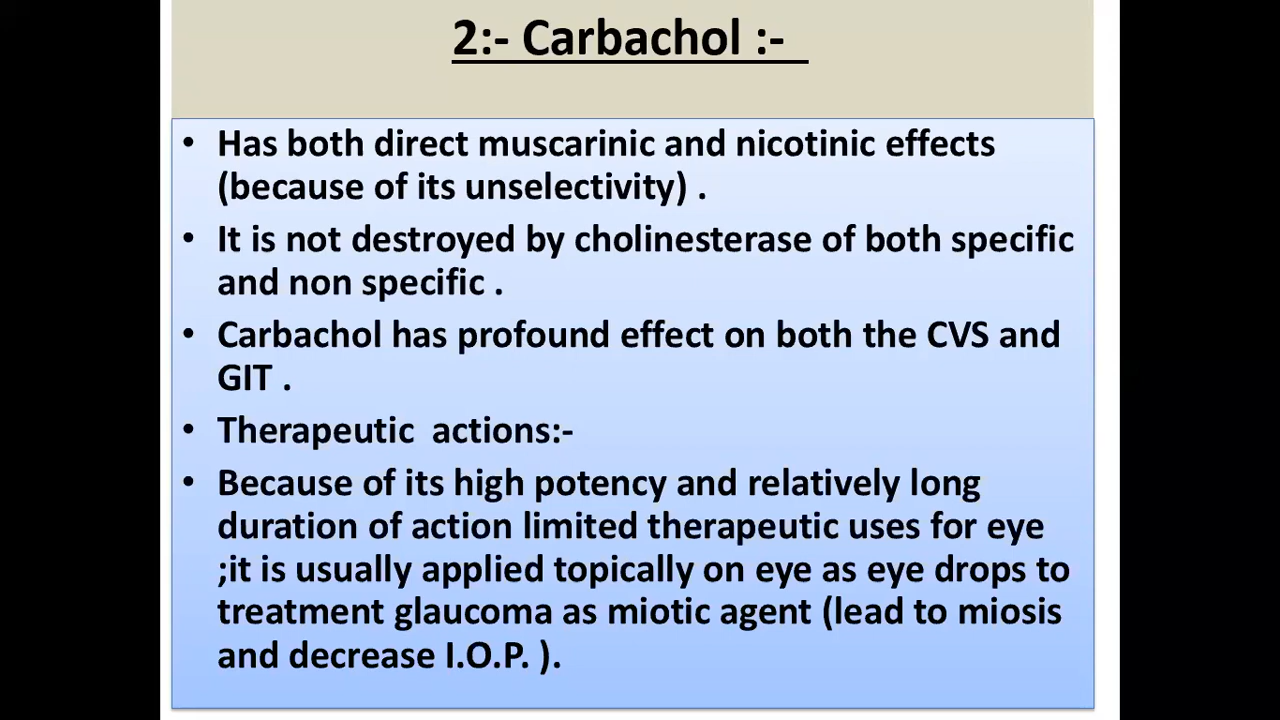 2:- Carbachol :-
• Has both direct muscarinic and nicotinic effects
(because of its unselectivity) .
• It is not destroyed by cholinesterase of both specific
and non specific .
• Carbachol has profound effect on both the CVS and
GIT .
• Therapeutic  actions:-
• Because of its high potency and relatively long
duration of action limited therapeutic uses for eye
;it is usually applied topically on eye as eye drops to
treatment glaucoma as miotic agent (lead to miosis
and decrease I.O.P. ).